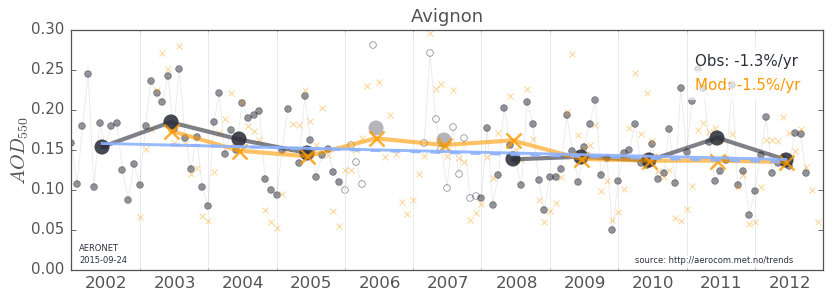 Avignon
0.30
0.25
0.20
0.15
0.10
0.05
0.00
AOD550
Obs: -1.3%/yr
Mod: -1.5%/yr
AERONET
2015-09-24
source: http://aerocom.met.no/trends
2002 2003 2004 2005 2006 2007 2008 2009 2010 2011 2012